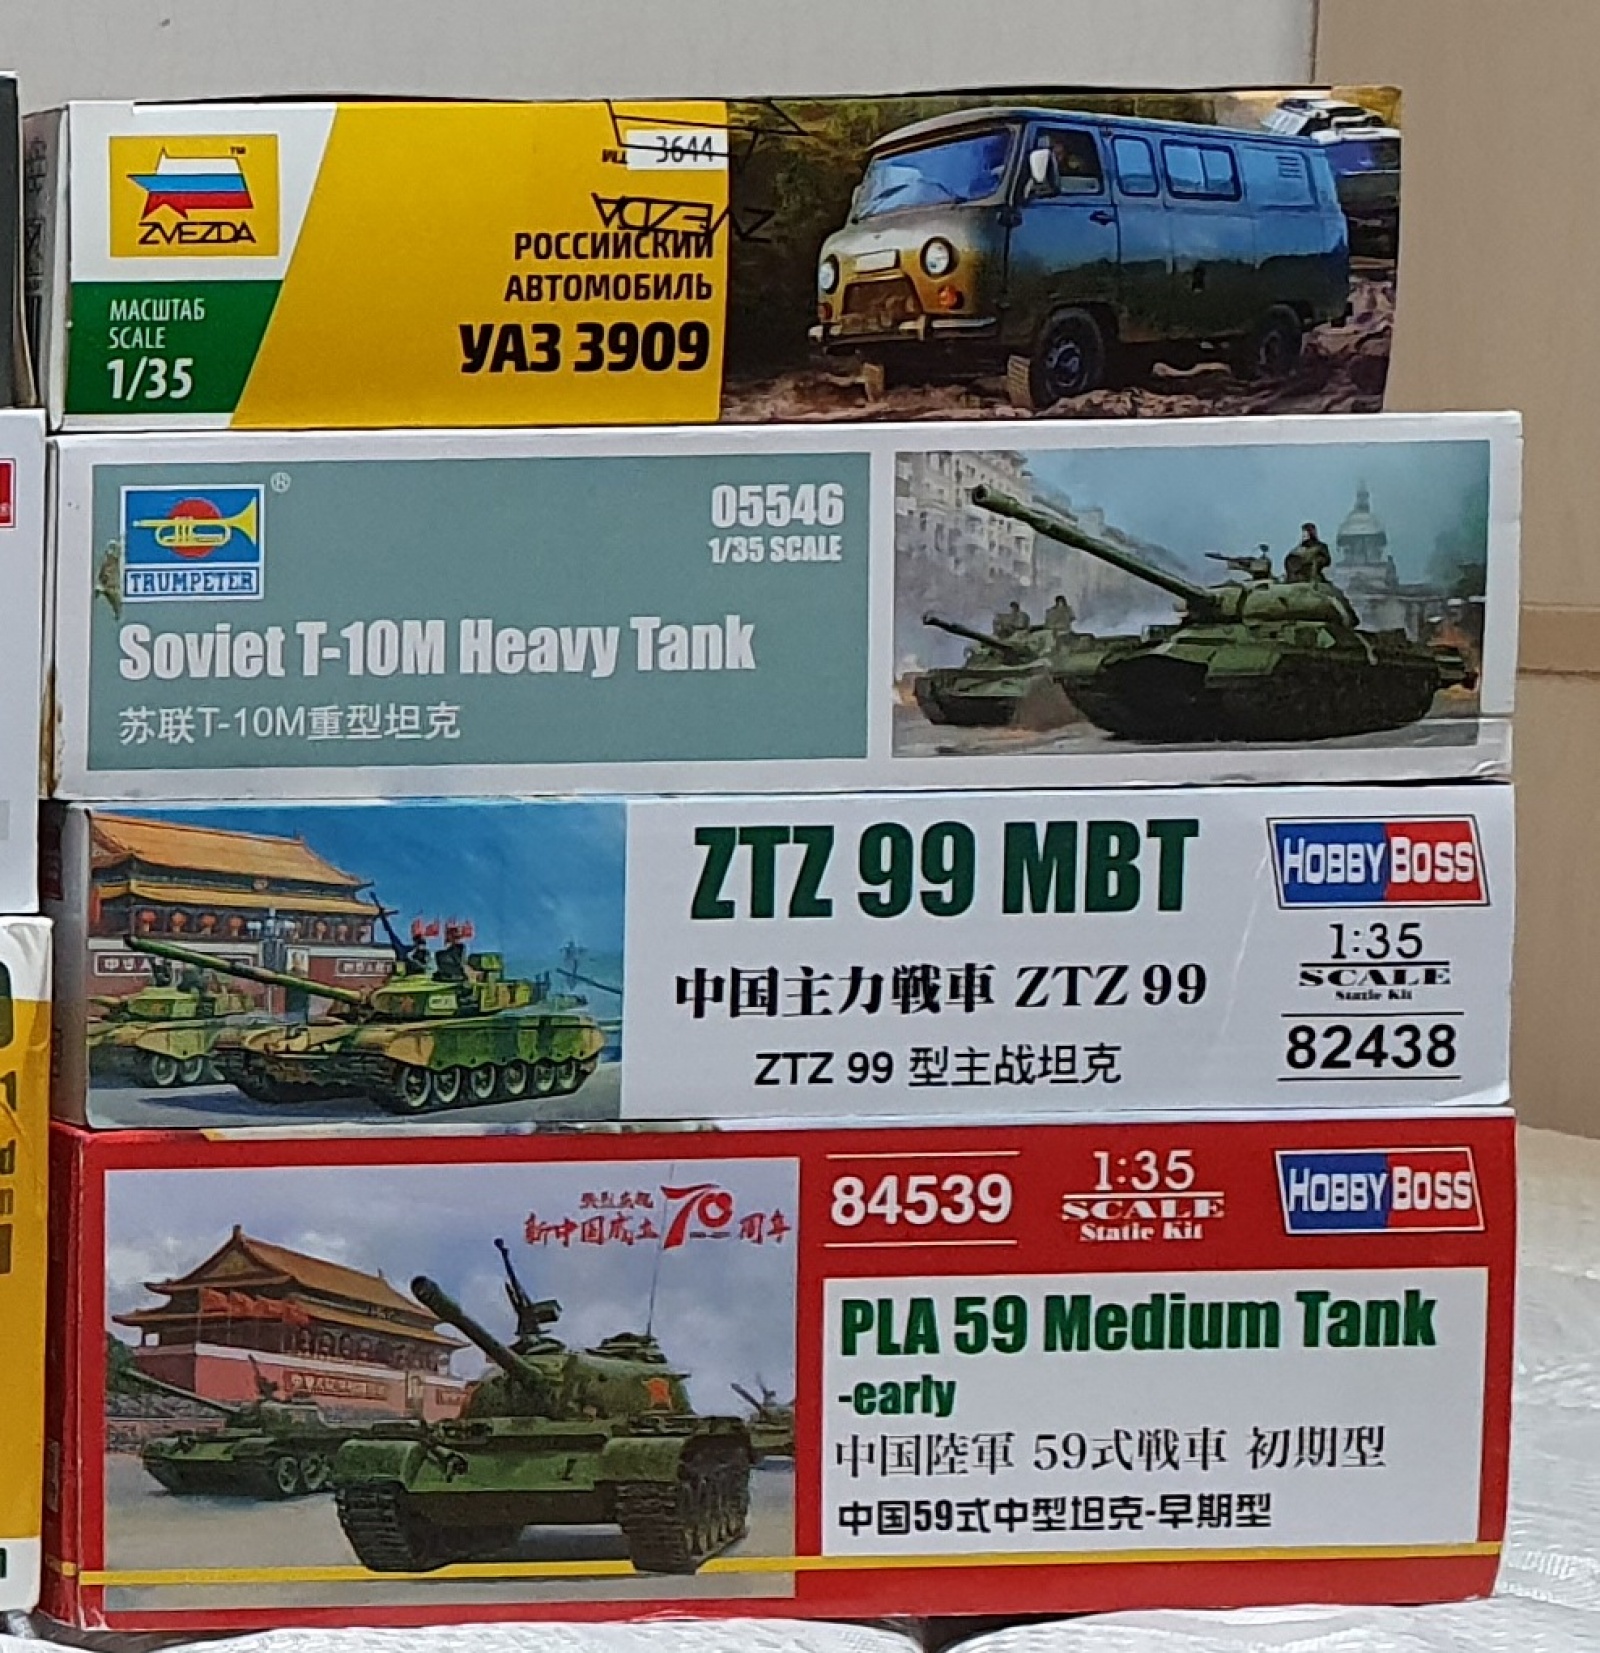 ZVEZDA
™
3644
ZVEZDA
РОССИЙСКИЙ
АВТОМОБИЛЬ
УАЗ 3909
МАСШТАБ
SCALE
1/35
TRUMPETER
®
05546
1/35 SCALE
Soviet T-10M Heavy Tank
苏联T-10M重型坦克
ZTZ 99 MBT
中国主力戦車 ZTZ 99
ZTZ 99 型主战坦克
HOBBY BOSS
1:35
SCALE
Static Kit
82438
新中国成立70周年
84539
1:35
SCALE
Static Kit
HOBBY BOSS
PLA 59 Medium Tank
-early
中国陸軍 59式戦車 初期型
中国59式中型坦克-早期型